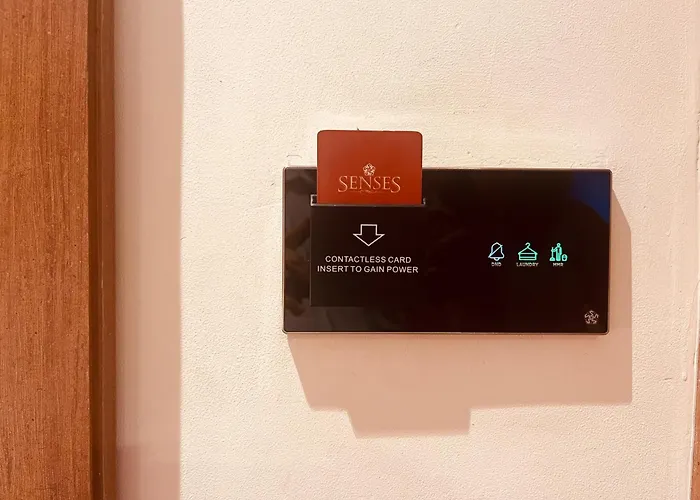 SENSES
CONTACTLESS CARD
INSERT TO GAIN POWER
DND
LAUNDRY
MMR